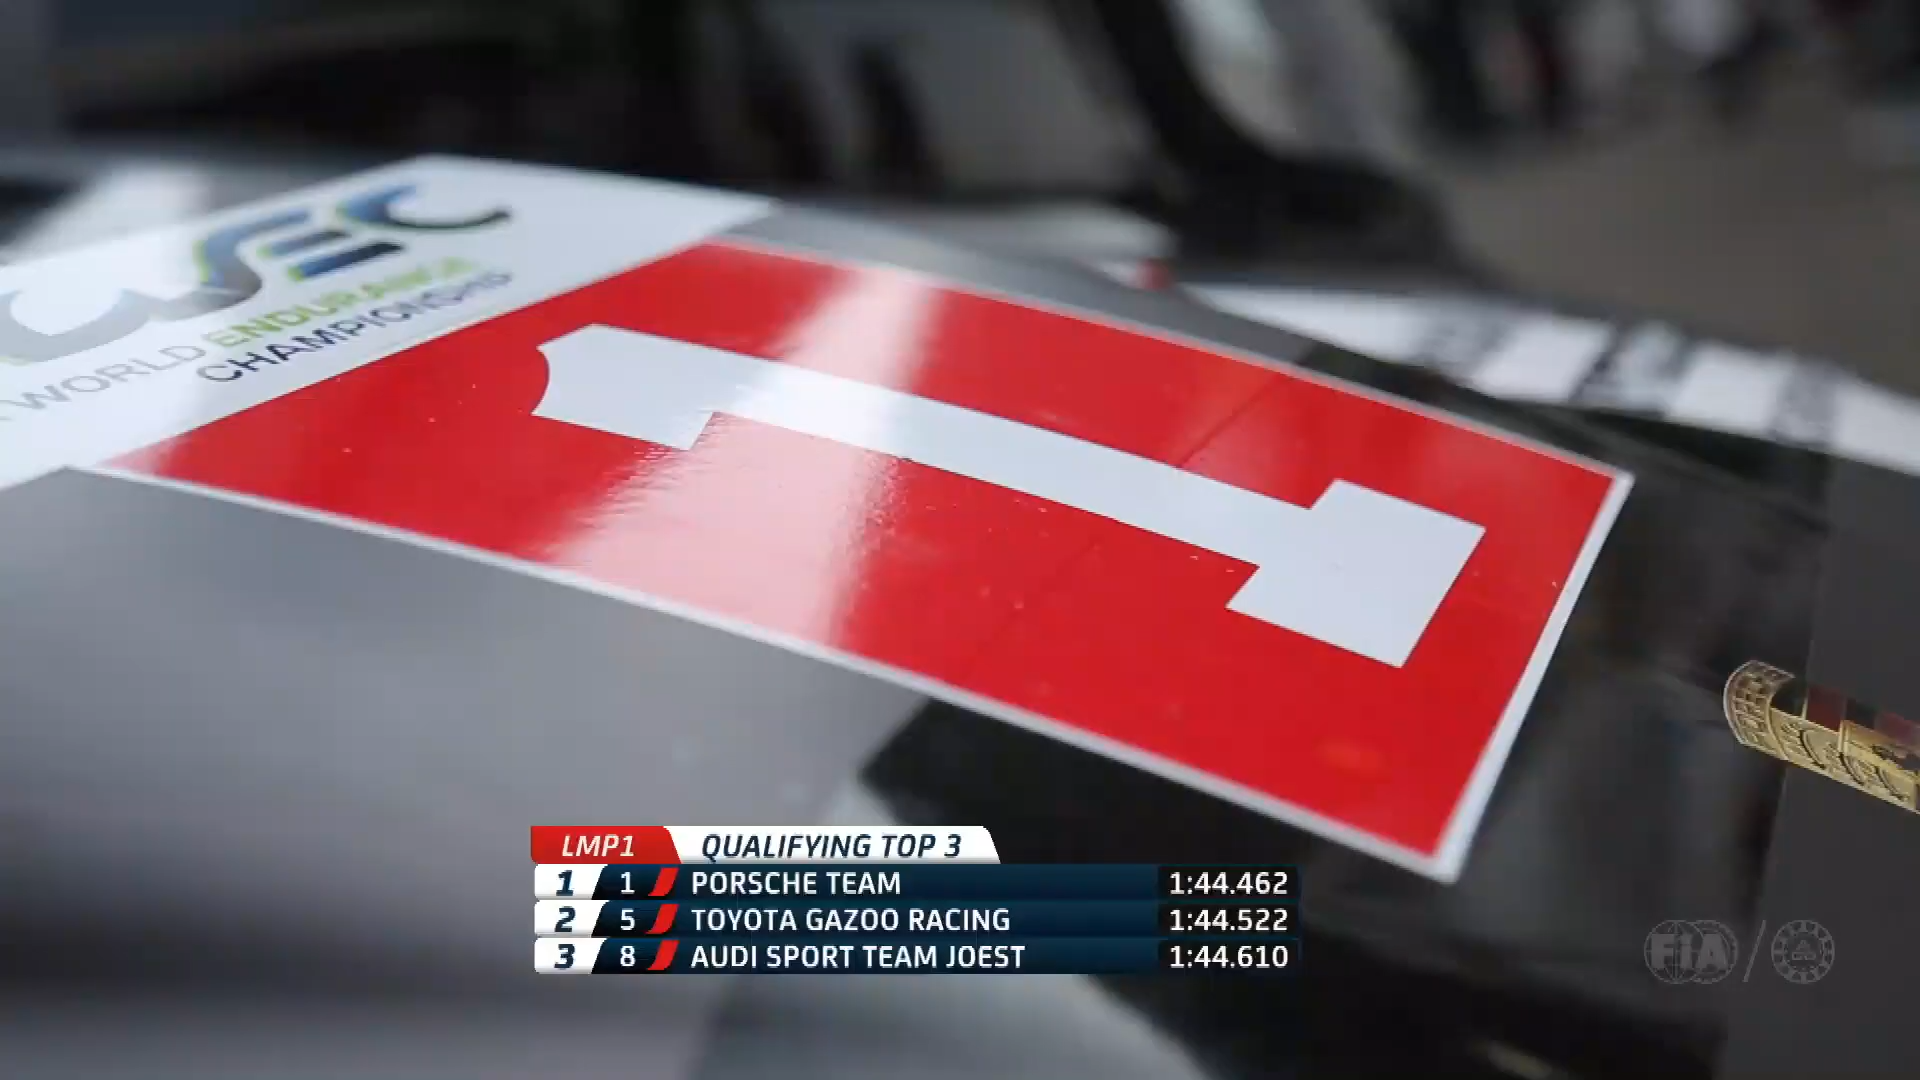 WEC
WORLD ENDURANCE
CHAMPIONSHIP
1
LMP1 QUALIFYING TOP 3
1 1 PORSCHE TEAM 1:44.462
2 5 TOYOTA GAZOO RACING 1:44.522
3 8 AUDI SPORT TEAM JOEST 1:44.610
FIA